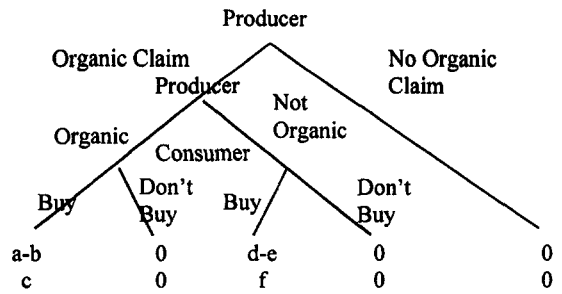 Producer
Organic Claim
No Organic
Claim
Producer
Not
Organic
Organic
Consumer
Buy
Don't
Buy
Buy
Don't
Buy
a-b 0 d-e 0 0
c 0 f 0 0